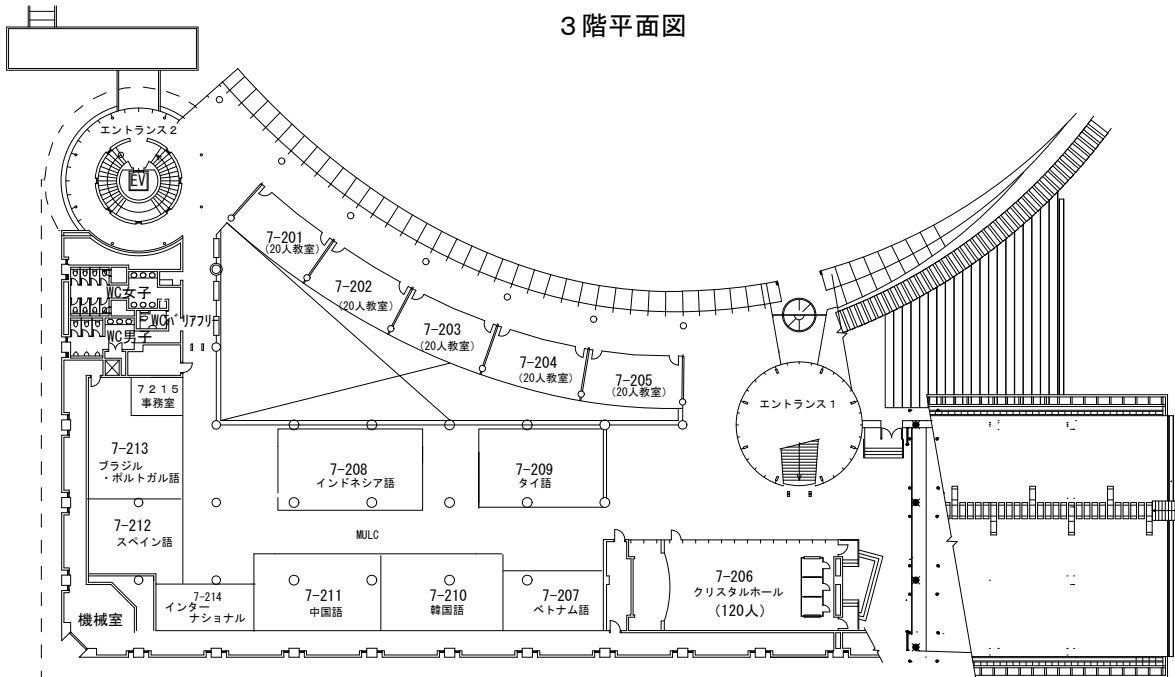 3階平面図
エントランス2
EV
7-201
(20人教室)
7-202
(20人教室)
7-203
(20人教室)
7-204
(20人教室)
7-205
(20人教室)
WC女子
WCバリアフリー
WC男子
エントランス1
7215
事務室
7-213
ブラジル
・ポルトガル語
7-208
インドネシア語
7-209
タイ語
7-212
スペイン語
MULC
7-214
インター
ナショナル
7-211
中国語
7-210
韓国語
7-207
ベトナム語
7-206
クリスタルホール
(120人)
機械室